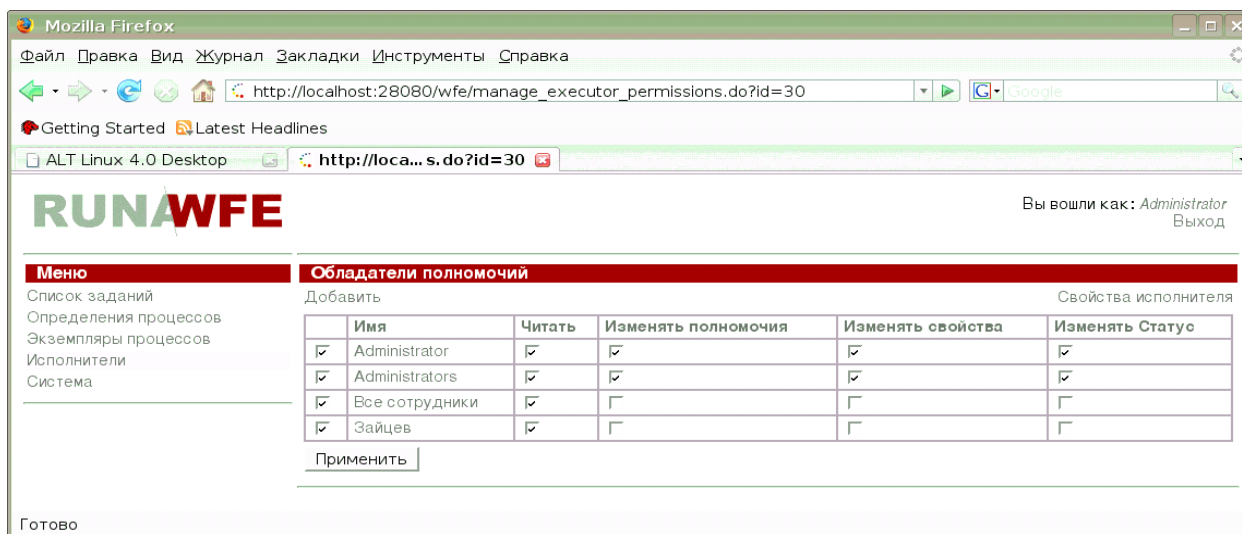 Mozilla Firefox
Файл Правка Вид Журнал Закладки Инструменты Справка
http://localhost:28080/wfe/manage_executor_permissions.do?id=30
G Google
Getting Started Latest Headlines
ALT Linux 4.0 Desktop http://loca... s.do?id=30
RUNAWFE
Вы вошли как: Administrator
Выход
Меню
Список заданий
Определения процессов
Экземпляры процессов
Исполнители
Система
Обладатели полномочий
Добавить Свойства исполнителя
Имя Читать Изменять полномочия Изменять свойства Изменять Статус
Administrator
Administrators
Все сотрудники
Зайцев
Применить
Готово